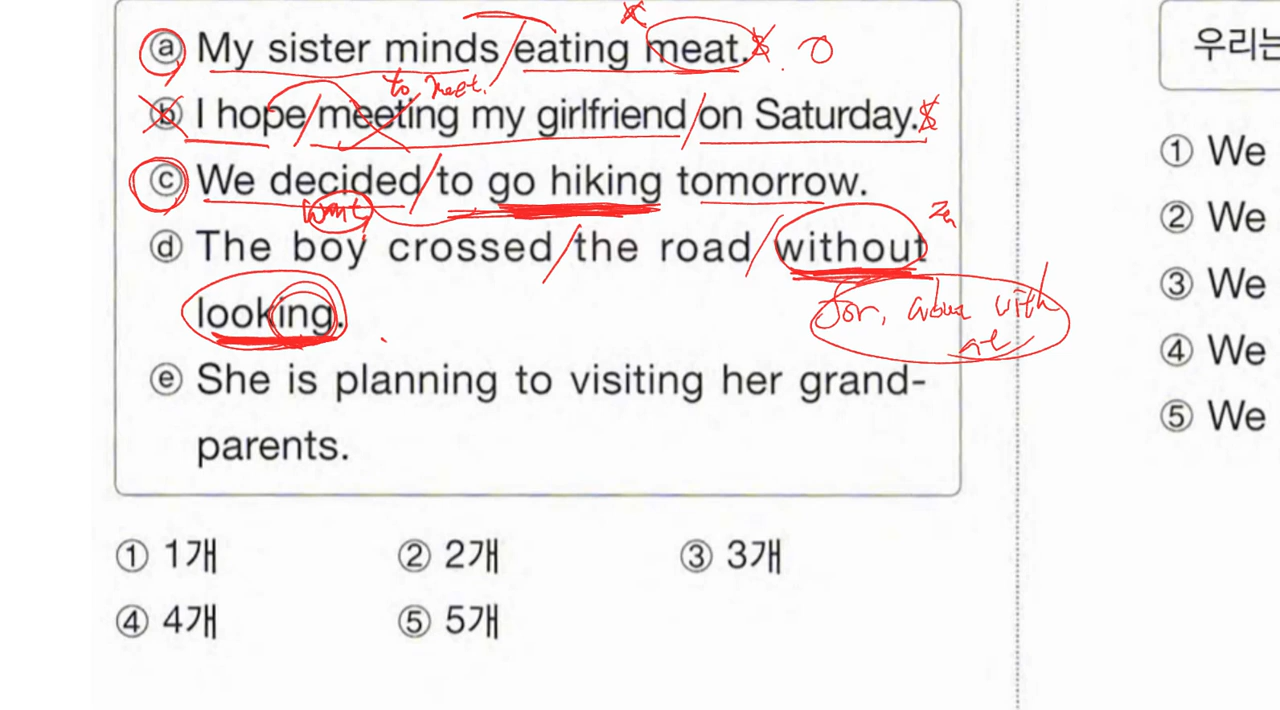 ⓐ My sister minds eating meat.
to meet.
ⓑ I hope meeting my girlfriend on Saturday.
ⓒ We decided to go hiking tomorrow.
want
ⓓ The boy crossed the road without
looking.
for, about with
at
ⓔ She is planning to visiting her grand-
parents.
① 1개 ② 2개 ③ 3개
④ 4개 ⑤ 5개
우리는
① We
② We
③ We
④ We
⑤ We